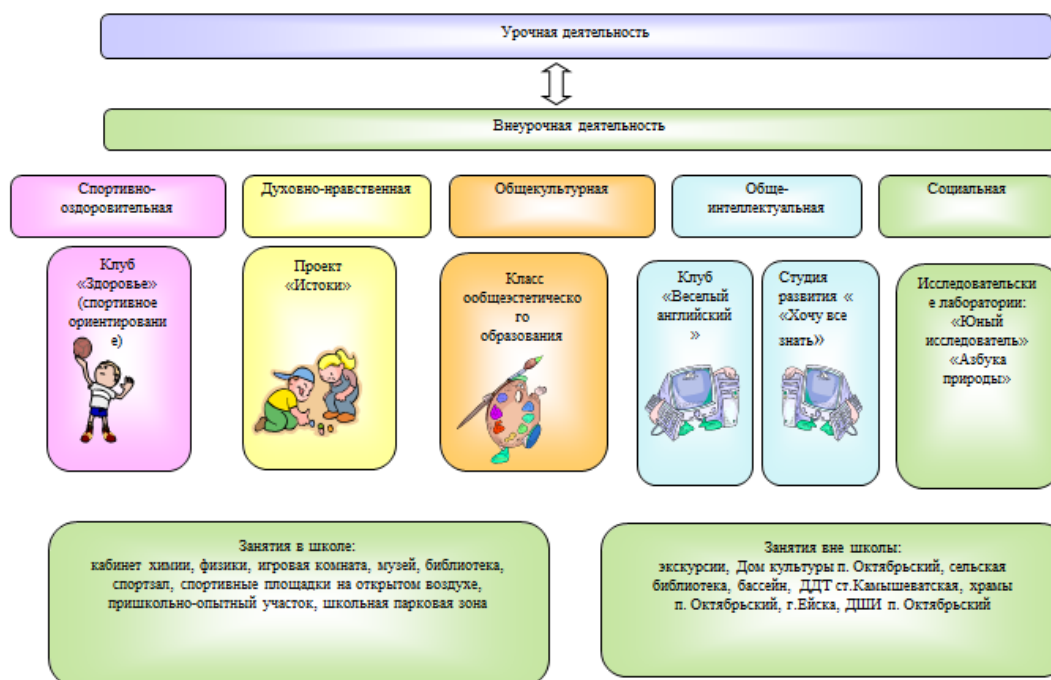 Урочная деятельность
Внеурочная деятельность
Спортивно-
оздоровительная
Духовно-нравственная
Общекультурная
Обще-
интеллектуальная
Социальная
Клуб
«Здоровье»
(спортивное
ориентировани
е)
Проект
«Истоки»
Класс
ообщеэстетическо
го
образования
Клуб
«Веселый
английский
»
Студия
развития «
«Хочу все
знать»
Исследовательски
е лаборатории:
«Юный
исследователь»
«Азбука
природы»
Занятия в школе:
кабинет химии, физики, игровая комната, музей, библиотека,
спортзал, спортивные площадки на открытом воздухе,
пришкольно-опытный участок, школьная парковая зона
Занятия вне школы:
экскурсии, Дом культуры п. Октябрьский, сельская
библиотека, бассейн, ДДТ ст.Камышеватская, храмы
п. Октябрьский, г.Ейска, ДШИ п. Октябрьский